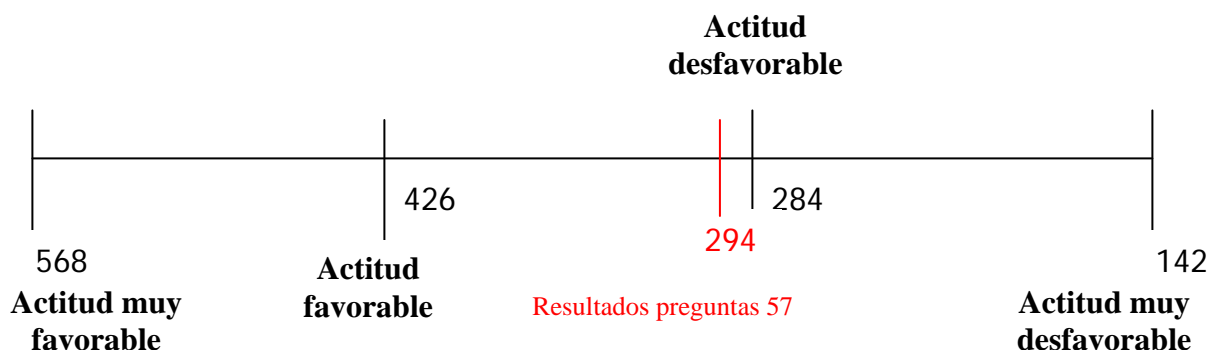 Actitud
desfavorable
426
284
294
568
142
Actitud
favorable
Actitud muy
favorable
Resultados preguntas 57
Actitud muy
desfavorable